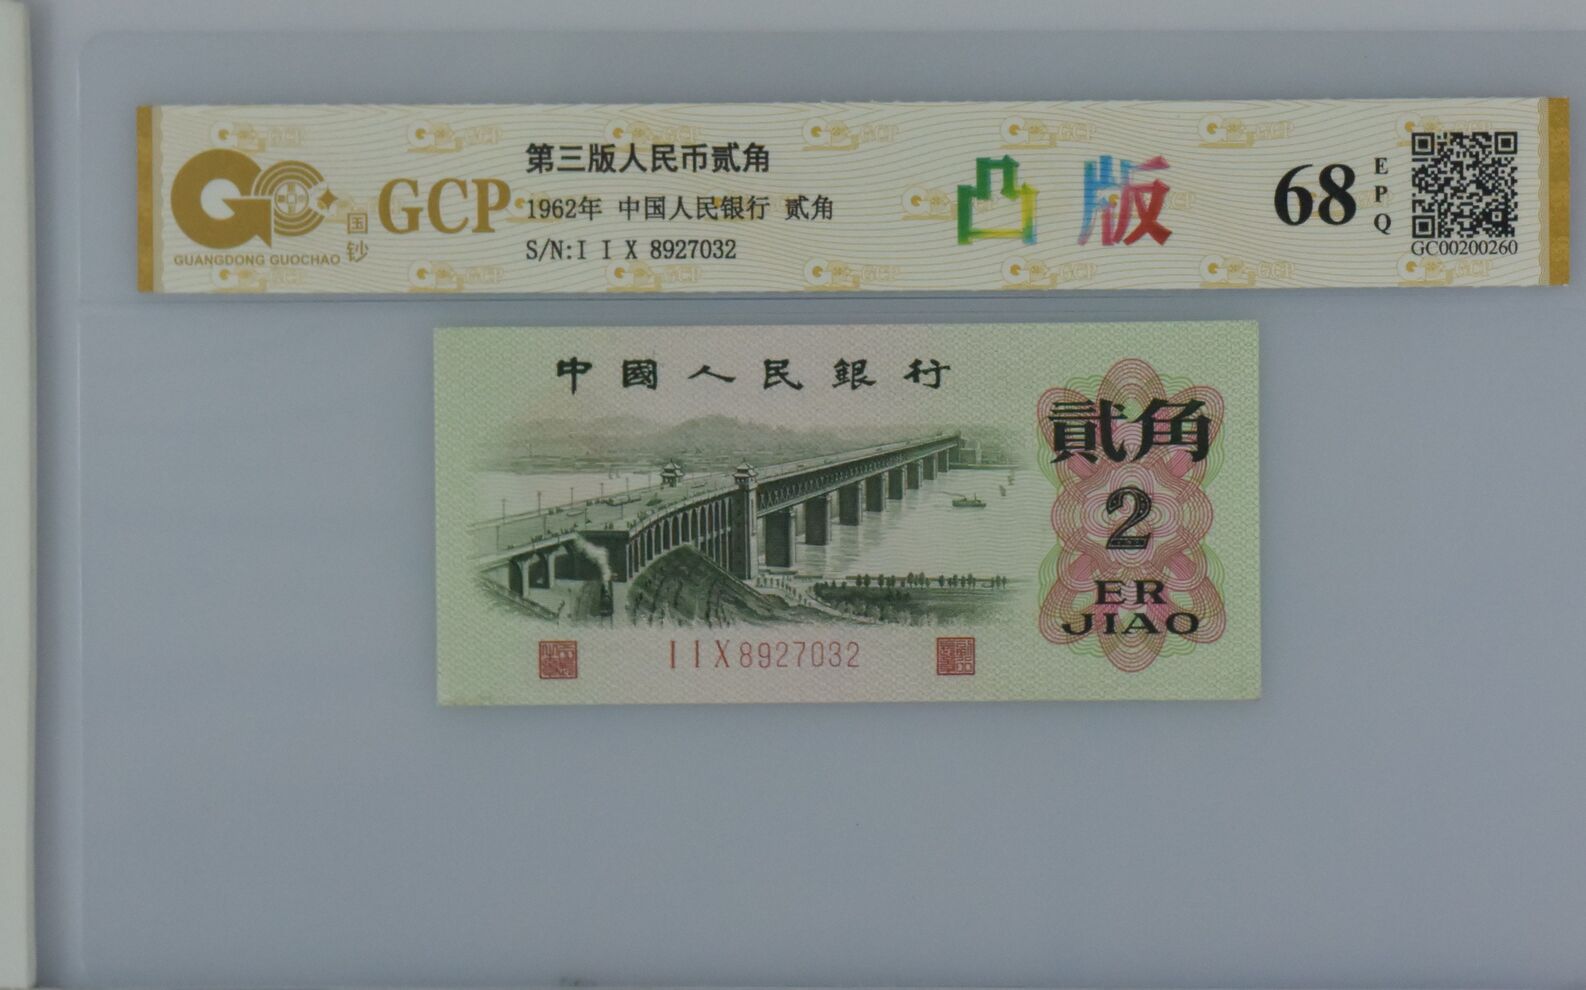 GUANGDONG GUOCHAO
国钞
GCP
第三版人民币贰角
1962年 中国人民银行 贰角
S/N:I I X 8927032
凸版
68
EPQ
GC00200260
中國人民銀行
貳角
2
ER
JIAO
I I X 8927032